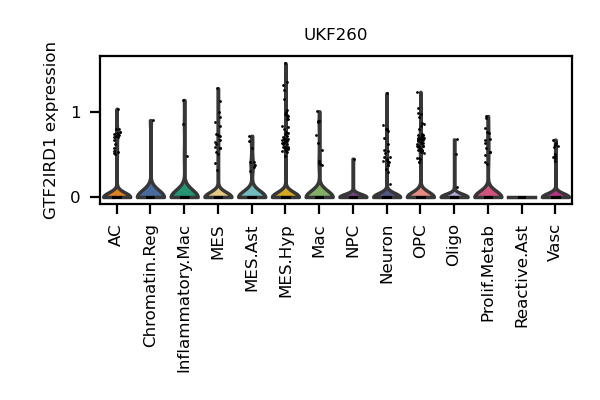 UKF260
GTF2IRD1 expression
1
0
AC
Chromatin.Reg
Inflammatory.Mac
MES
MES.Ast
MES.Hyp
Mac
NPC
Neuron
OPC
Oligo
Prolif.Metab
Reactive.Ast
Vasc